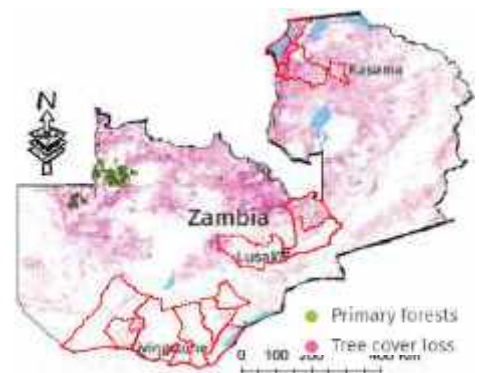 Kasama
N
Zambia
Lusaka
Primary forests
Tree cover loss
0 100 200 400 Km